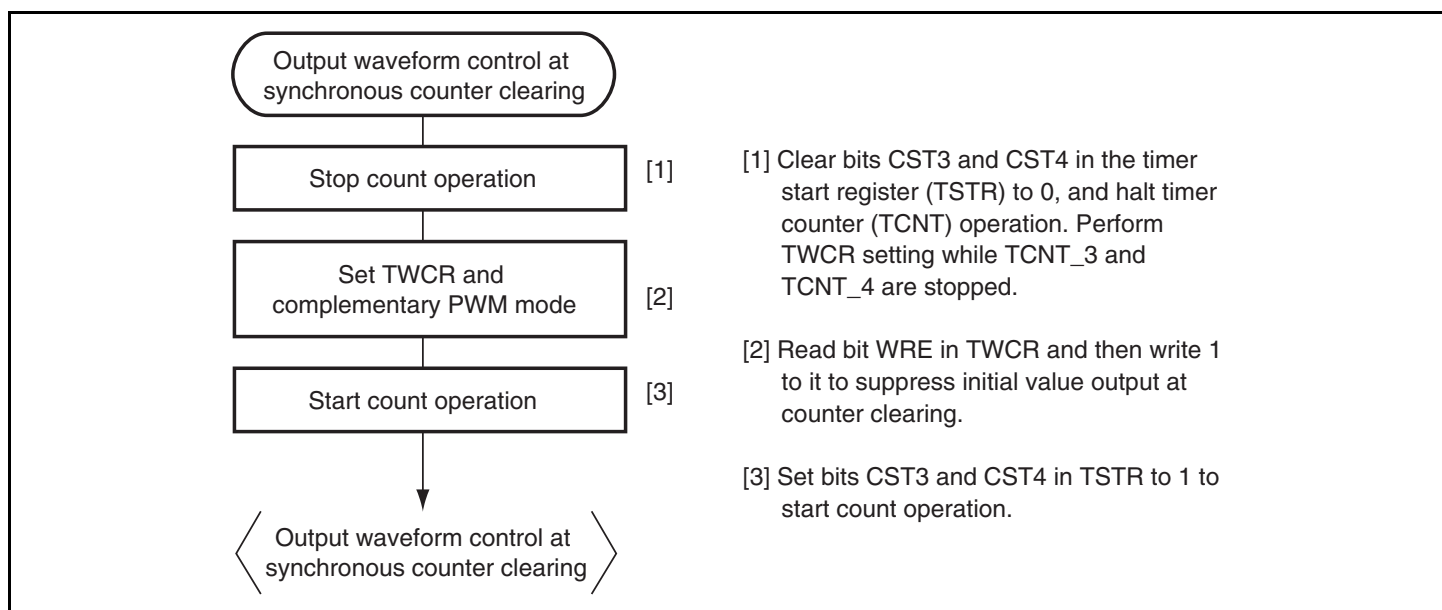 Output waveform control at
synchronous counter clearing
Stop count operation
[1]
Set TWCR and
complementary PWM mode
[2]
Start count operation
[3]
Output waveform control at
synchronous counter clearing
[1] Clear bits CST3 and CST4 in the timer
start register (TSTR) to 0, and halt timer
counter (TCNT) operation. Perform
TWCR setting while TCNT_3 and
TCNT_4 are stopped.
[2] Read bit WRE in TWCR and then write 1
to it to suppress initial value output at
counter clearing.
[3] Set bits CST3 and CST4 in TSTR to 1 to
start count operation.